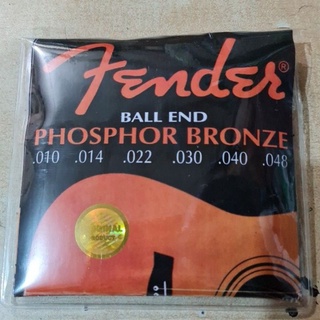 Fender®
BALL END
PHOSPHOR BRONZE
.010 .014 .022 .030 .040 .048